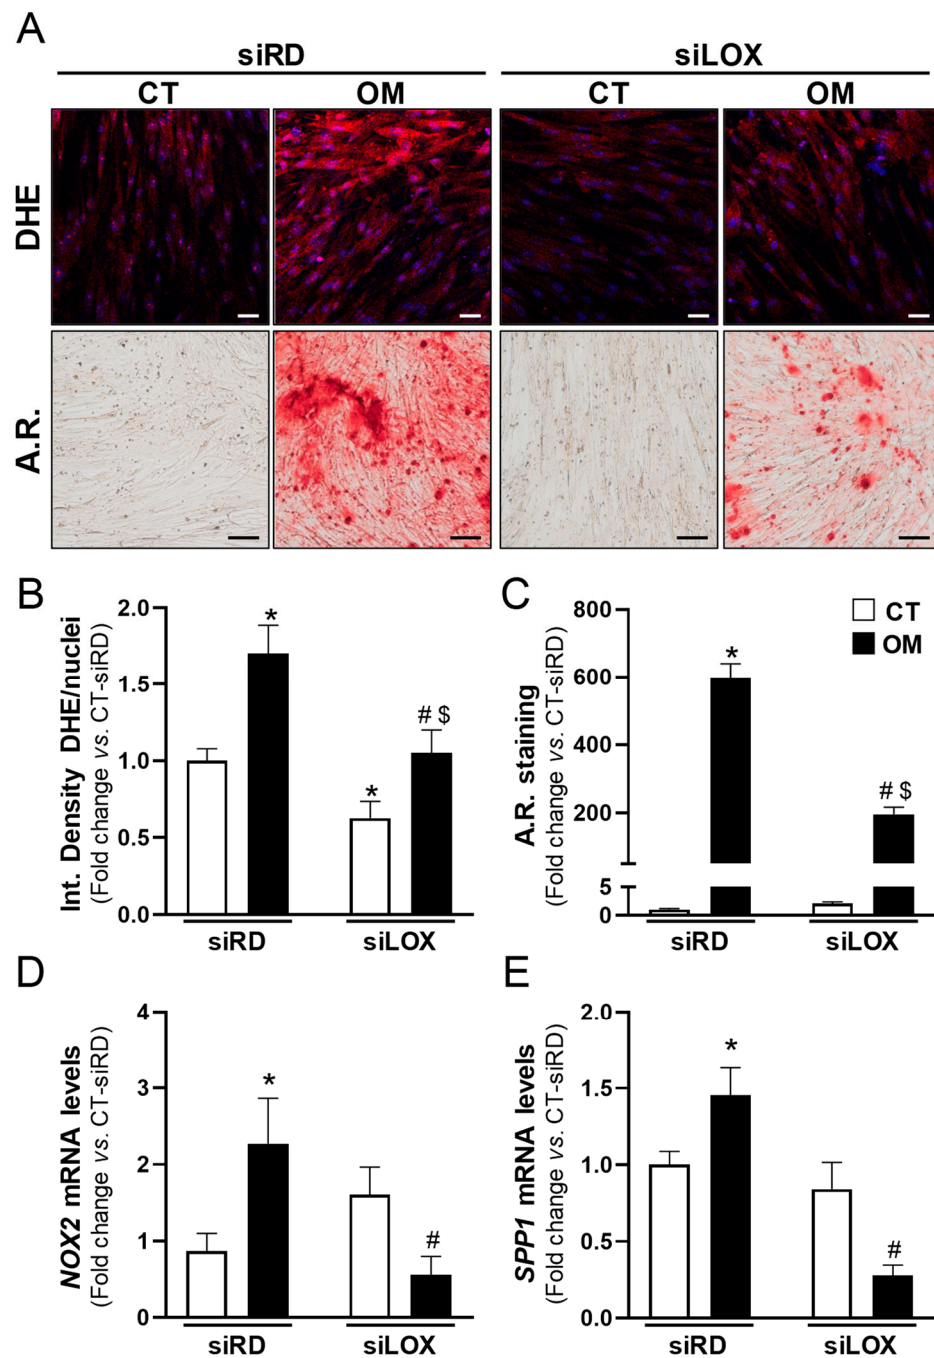 A
siRD siLOX
CT OM CT OM
DHE
A.R.
B
Int. Density DHE/nuclei
(Fold change vs. CT-siRD)
2.0
1.5
1.0
0.5
0.0
*
*
# $
siRD siLOX
C
A.R. staining
(Fold change vs. CT-siRD)
800
600
400
200
5
0
*
# $
CT
OM
siRD siLOX
D
NOX2 mRNA levels
(Fold change vs. CT-siRD)
4
3
2
1
0
*
#
siRD siLOX
E
SPP1 mRNA levels
(Fold change vs. CT-siRD)
2.0
1.5
1.0
0.5
0.0
*
#
siRD siLOX